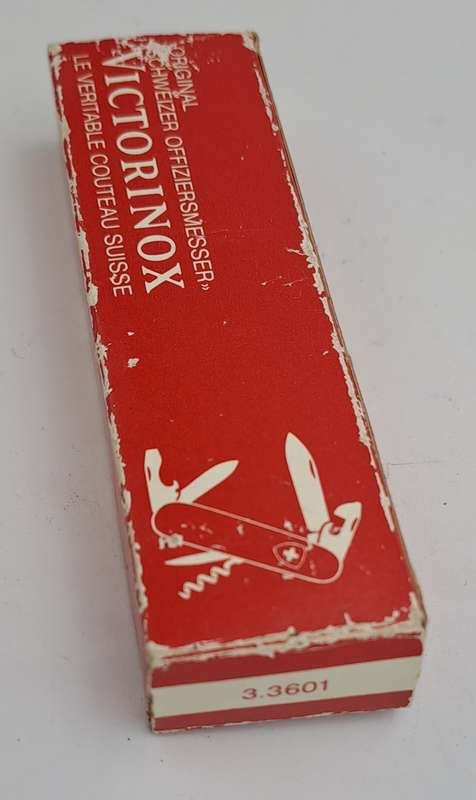 ORIGINAL
SCHWEIZER OFFIZIERSMESSER»
VICTORINOX
LE VERITABLE COUTEAU SUISSE
3.3601